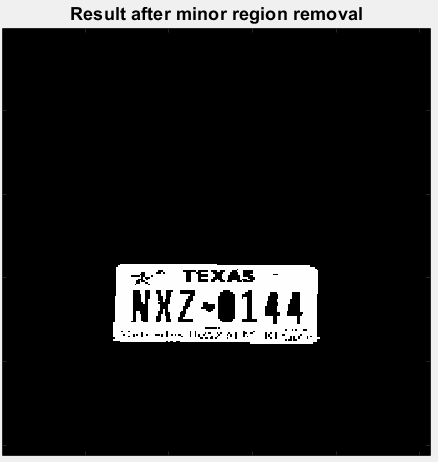 Result after minor region removal
TEXAS
NXZ 0144